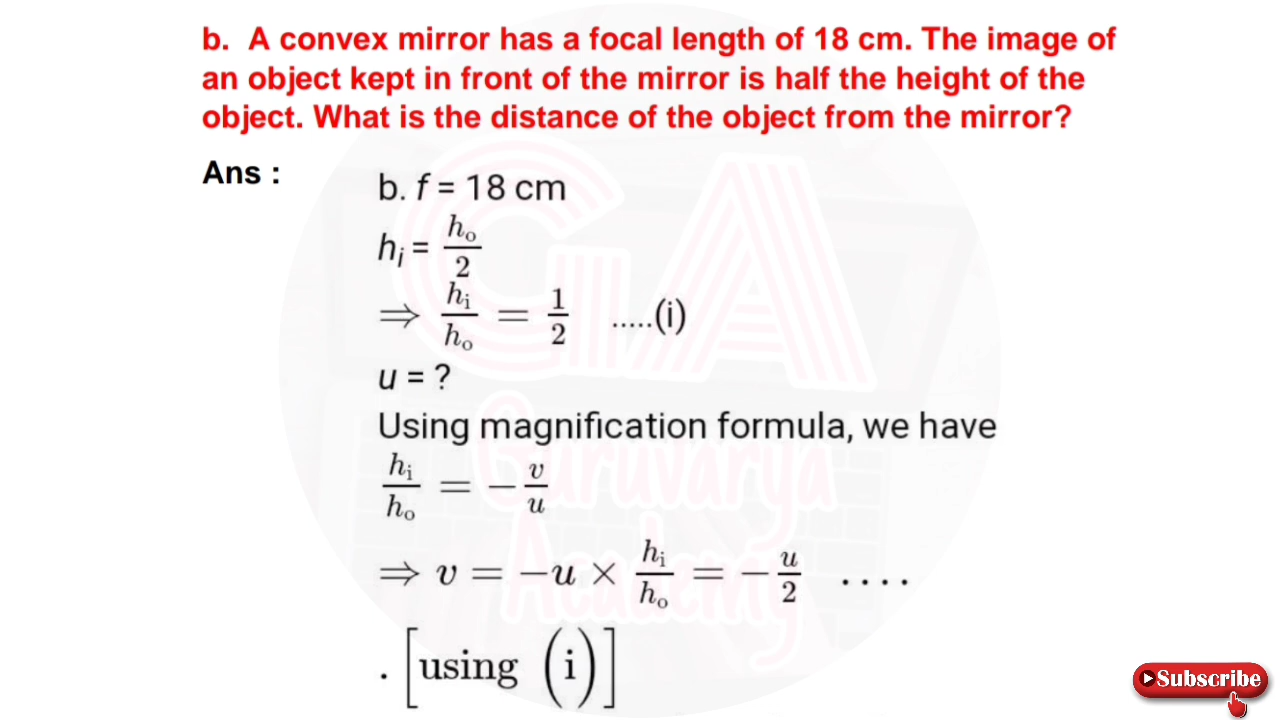 b. A convex mirror has a focal length of 18 cm. The image of
an object kept in front of the mirror is half the height of the
object. What is the distance of the object from the mirror?
Ans :
b. f = 18 cm
hᵢ = hₒ/2
⇒ hᵢ/hₒ = 1/2 .....(i)
u = ?
Using magnification formula, we have
hᵢ/hₒ = −v/u
⇒ v = −u × hᵢ/hₒ = −u/2 ....
.[using (i)]
GA
Guruvarya
Academy
Subscribe